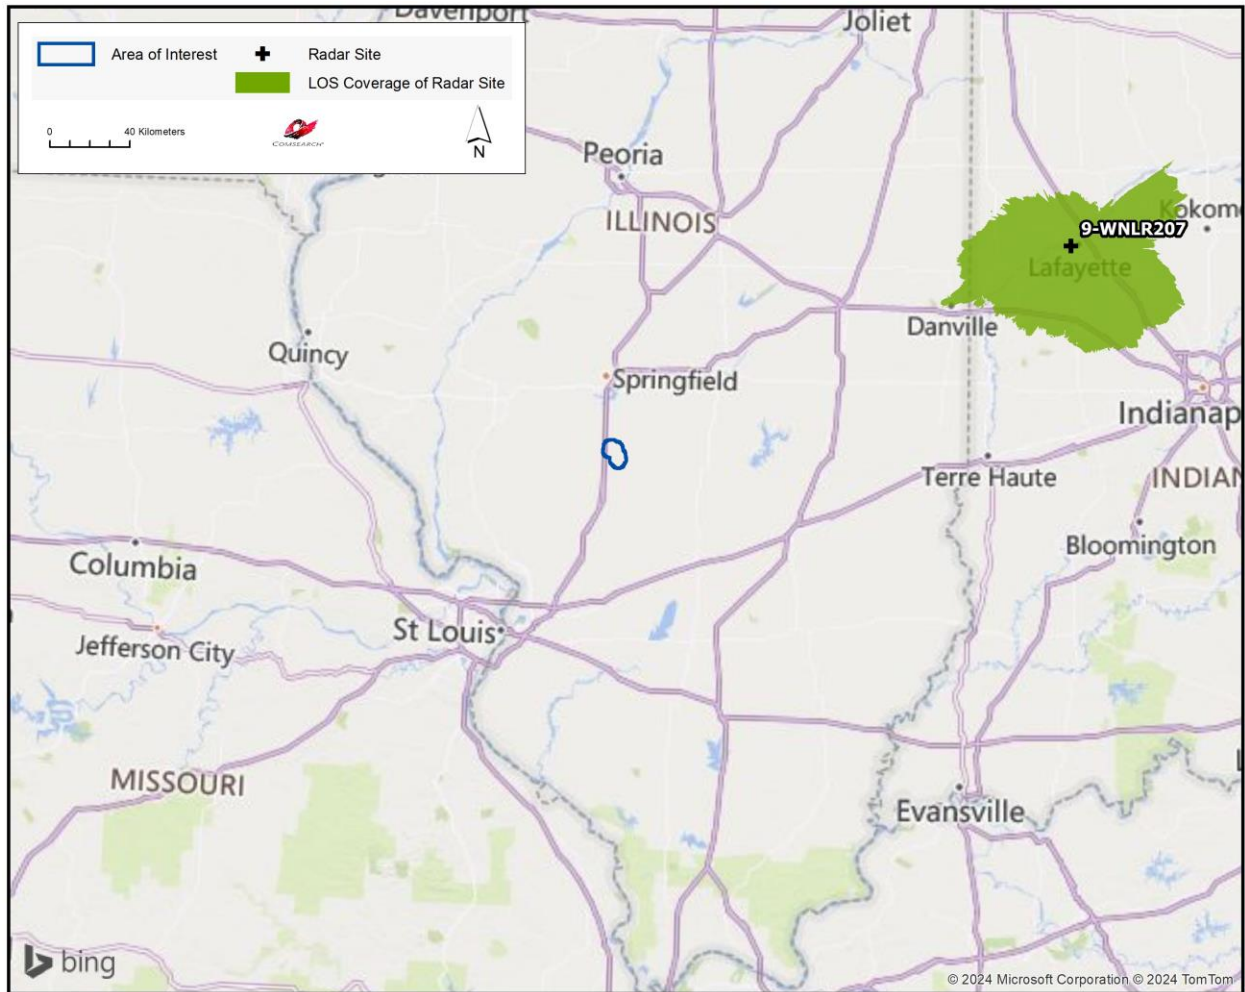 Davenport
Joliet
Area of Interest
Radar Site
LOS Coverage of Radar Site
0
40 Kilometers
COMSEARCH
N
Peoria
ILLINOIS
Kokom
9-WNLR207
Lafayette
Danville
Quincy
Springfield
Indianap
Terre Haute
INDIAN
Bloomington
Columbia
St Louis
Jefferson City
MISSOURI
Evansville
bing
© 2024 Microsoft Corporation © 2024 TomTom